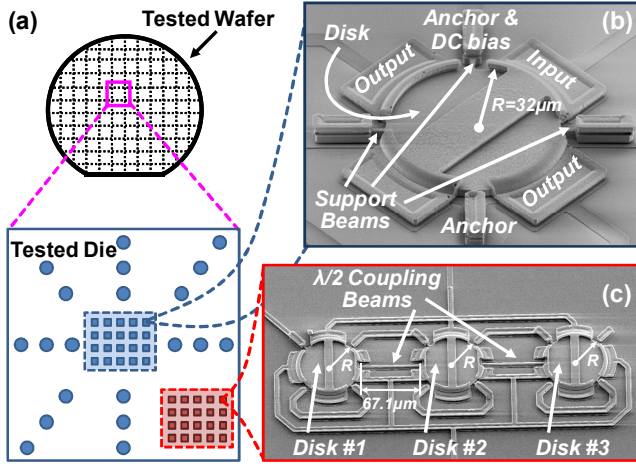 (a)
Tested Wafer
Tested Die
(b)
Anchor &
DC bias
Disk
Output
Input
R=32μm
Support
Beams
Output
Anchor
(c)
λ/2 Coupling
Beams
R
R
R
67.1μm
Disk #1
Disk #2
Disk #3